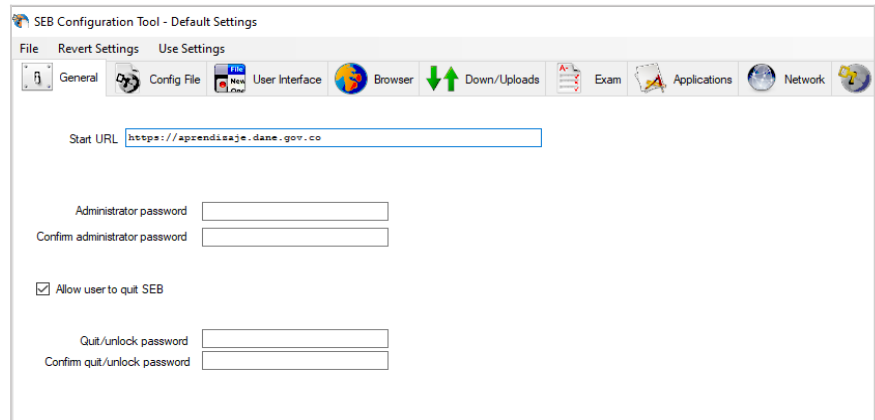 SEB Configuration Tool - Default Settings
File Revert Settings Use Settings
General Config File User Interface Browser Down/Uploads Exam Applications Network
Start URL https://aprendisaje.dane.gov.co
Administrator password
Confirm administrator password
Allow user to quit SEB
Quit/unlock password
Confirm quit/unlock password